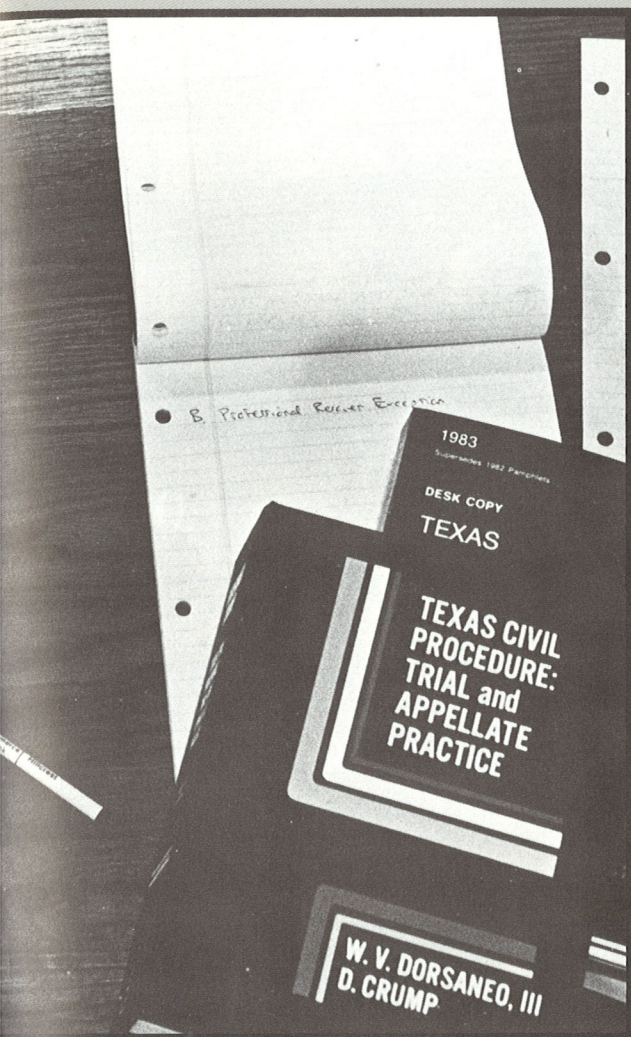 B. Professional Rescuer Exception
1983
Supersedes 1982 Pamphlets
DESK COPY
TEXAS
TEXAS CIVIL
PROCEDURE:
TRIAL and
APPELLATE
PRACTICE
W. V. DORSANEO, III
D. CRUMP